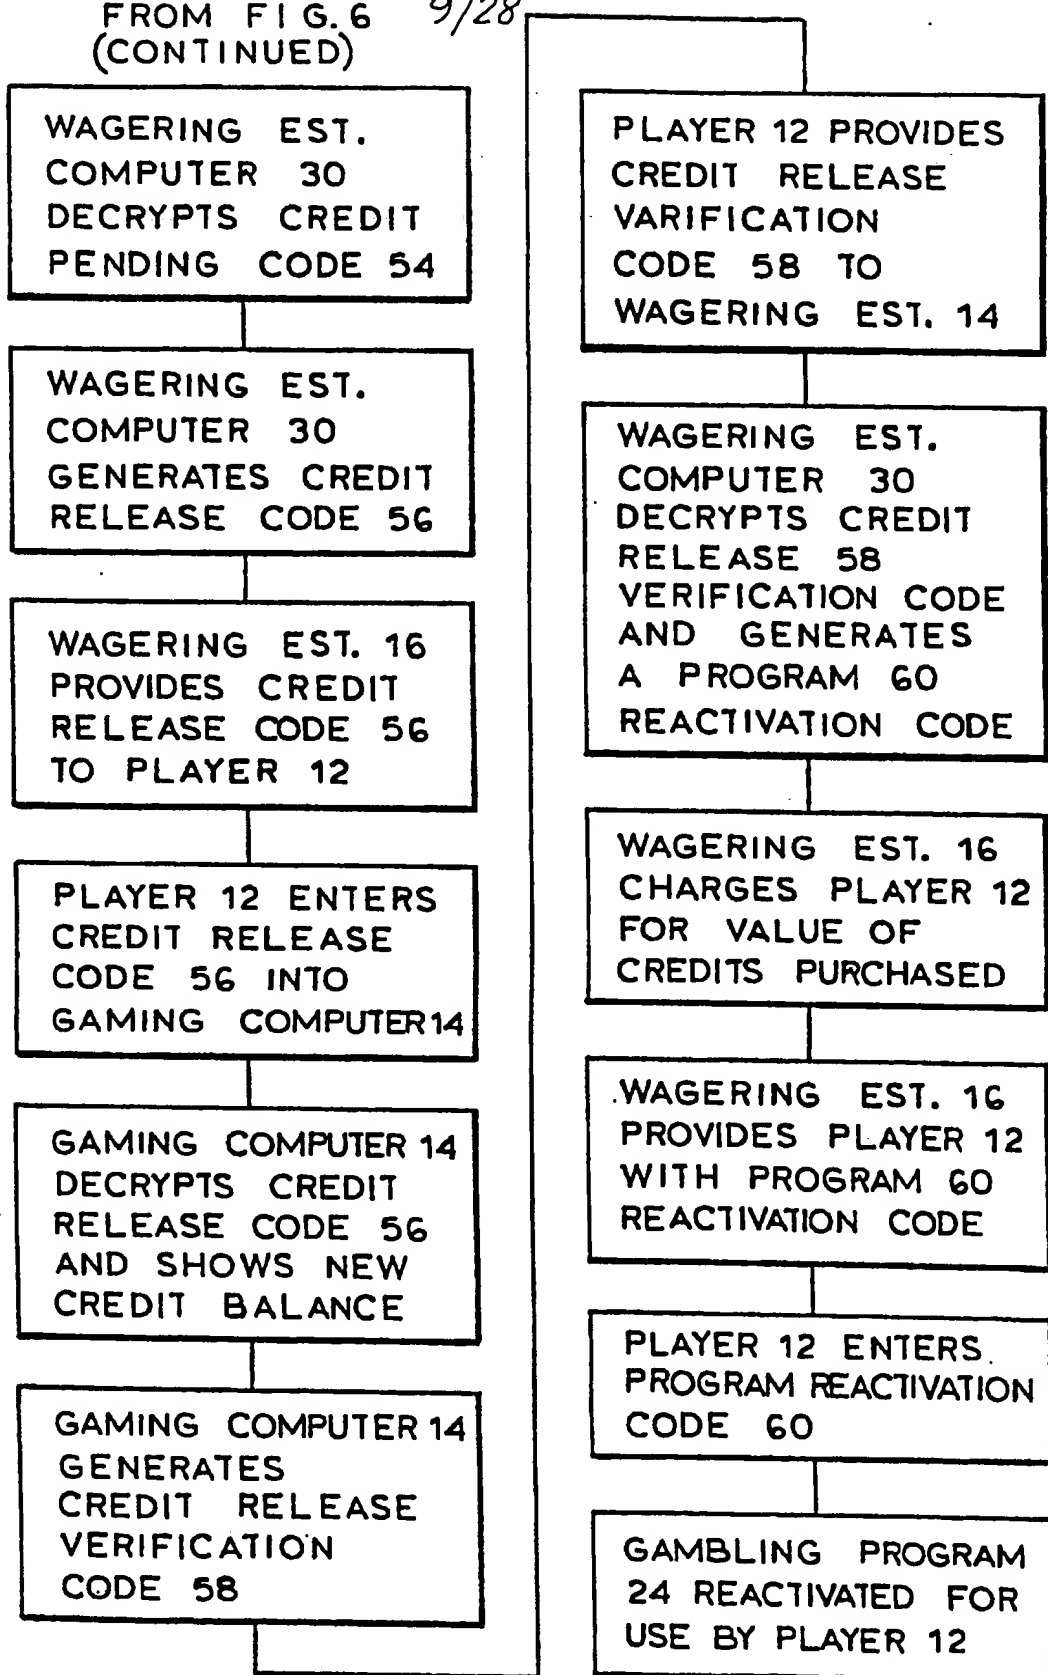 FROM FIG. 6 9/28
(CONTINUED)
WAGERING EST.
COMPUTER 30
DECRYPTS CREDIT
PENDING CODE 54
WAGERING EST.
COMPUTER 30
GENERATES CREDIT
RELEASE CODE 56
WAGERING EST. 16
PROVIDES CREDIT
RELEASE CODE 56
TO PLAYER 12
PLAYER 12 ENTERS
CREDIT RELEASE
CODE 56 INTO
GAMING COMPUTER 14
GAMING COMPUTER 14
DECRYPTS CREDIT
RELEASE CODE 56
AND SHOWS NEW
CREDIT BALANCE
GAMING COMPUTER 14
GENERATES
CREDIT RELEASE
VERIFICATION
CODE 58
PLAYER 12 PROVIDES
CREDIT RELEASE
VARIFICATION
CODE 58 TO
WAGERING EST. 14
WAGERING EST.
COMPUTER 30
DECRYPTS CREDIT
RELEASE 58
VERIFICATION CODE
AND GENERATES
A PROGRAM 60
REACTIVATION CODE
WAGERING EST. 16
CHARGES PLAYER 12
FOR VALUE OF
CREDITS PURCHASED
WAGERING EST. 16
PROVIDES PLAYER 12
WITH PROGRAM 60
REACTIVATION CODE
PLAYER 12 ENTERS
PROGRAM REACTIVATION
CODE 60
GAMBLING PROGRAM
24 REACTIVATED FOR
USE BY PLAYER 12